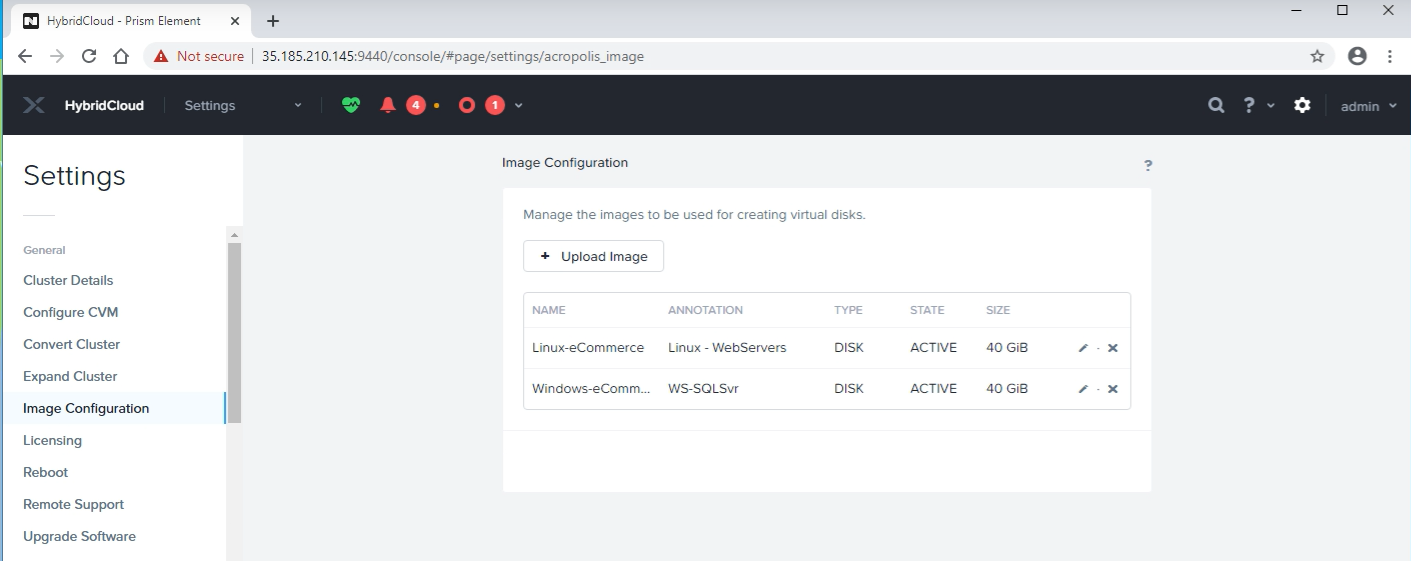 HybridCloud - Prism Element
Not secure 35.185.210.145:9440/console/#page/settings/acropolis_image
HybridCloud Settings 4 1 ? admin
Settings
General
Cluster Details
Configure CVM
Convert Cluster
Expand Cluster
Image Configuration
Licensing
Reboot
Remote Support
Upgrade Software
Image Configuration ?
Manage the images to be used for creating virtual disks.
+ Upload Image
NAME ANNOTATION TYPE STATE SIZE
Linux-eCommerce Linux - WebServers DISK ACTIVE 40 GiB
Windows-eComm... WS-SQLSvr DISK ACTIVE 40 GiB